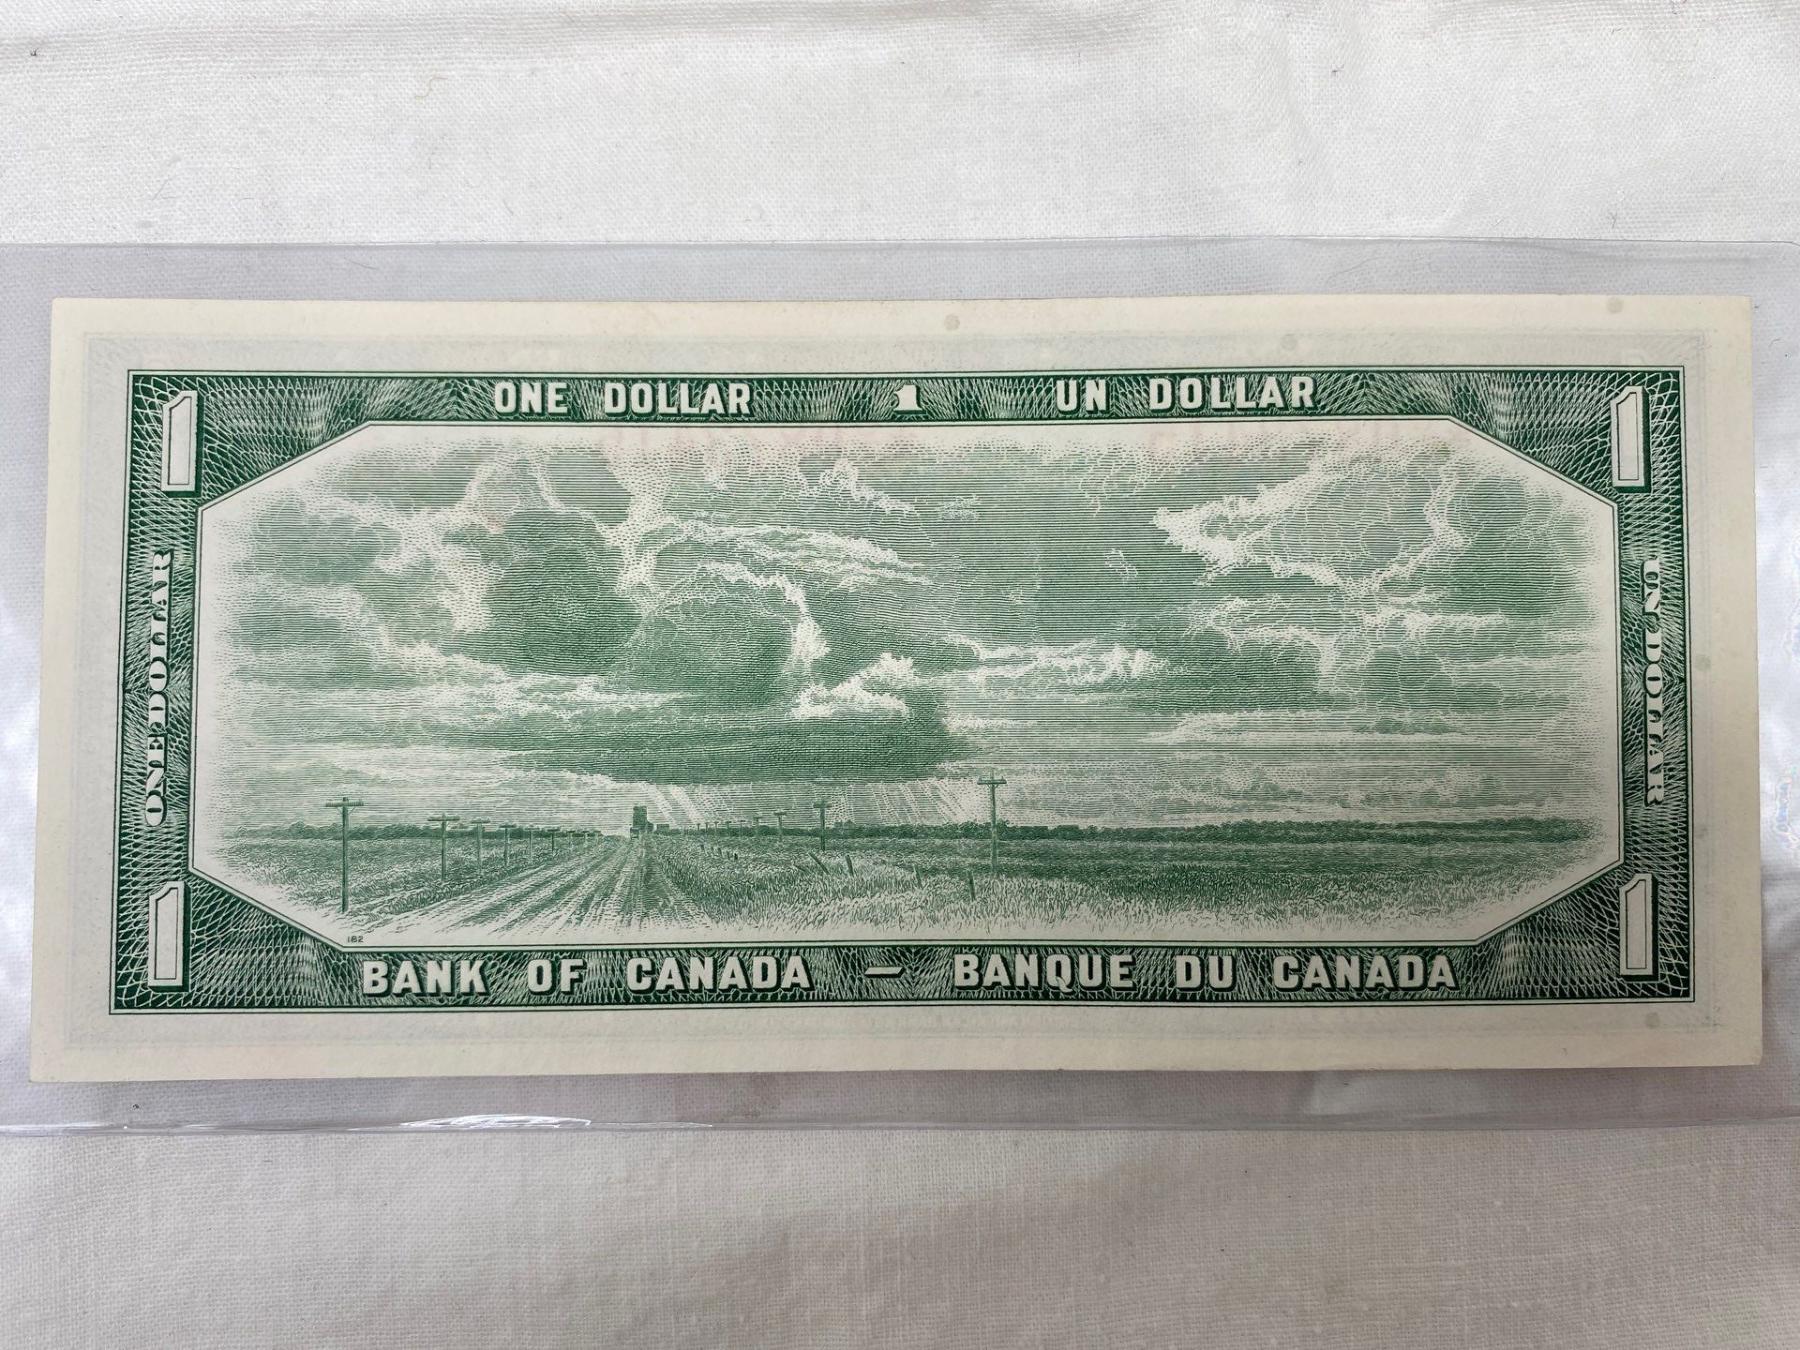 ONE DOLLAR 1 UN DOLLAR
1 1
ONE DOLLAR
UN DOLLAR
1 1
182
BANK OF CANADA — BANQUE DU CANADA